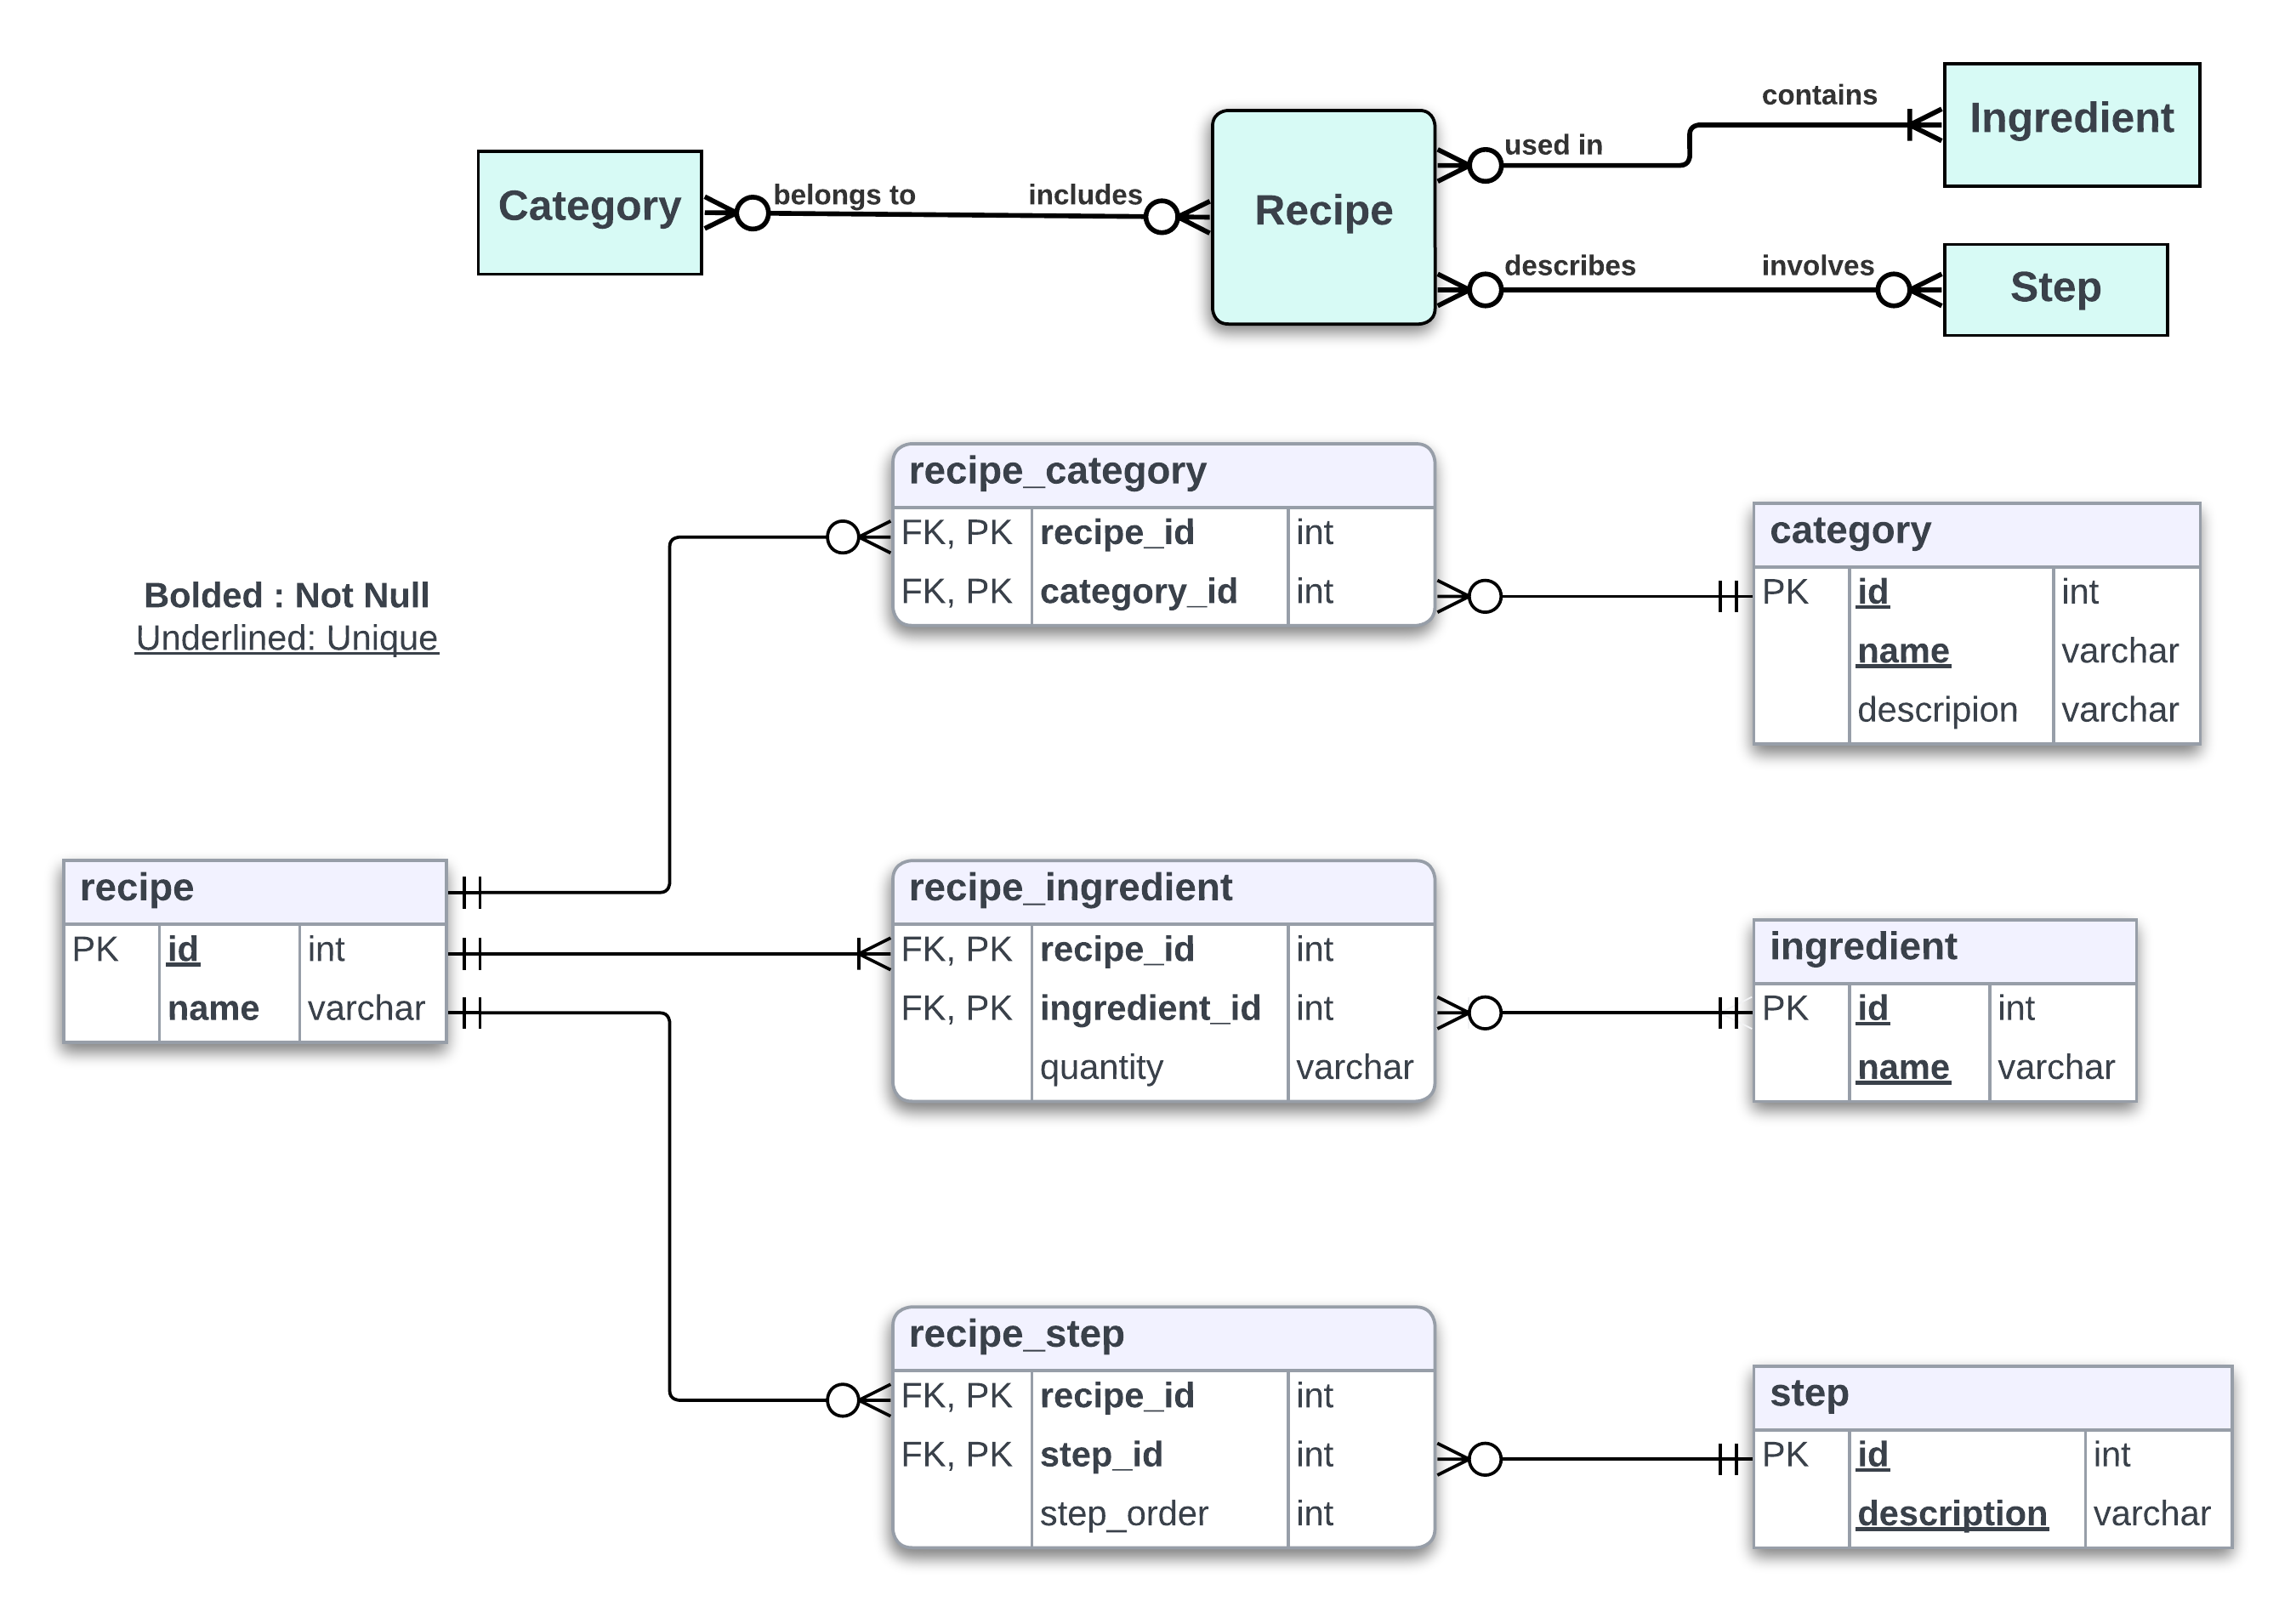 contains
Ingredient
used in
Category
belongs to
includes
Recipe
describes
involves
Step
recipe_category
FK, PK recipe_id int
FK, PK category_id int
category
PK id int
name varchar
descripion varchar
Bolded : Not Null
Underlined: Unique
recipe
PK id int
name varchar
recipe_ingredient
FK, PK recipe_id int
FK, PK ingredient_id int
quantity varchar
ingredient
PK id int
name varchar
recipe_step
FK, PK recipe_id int
FK, PK step_id int
step_order int
step
PK id int
description varchar